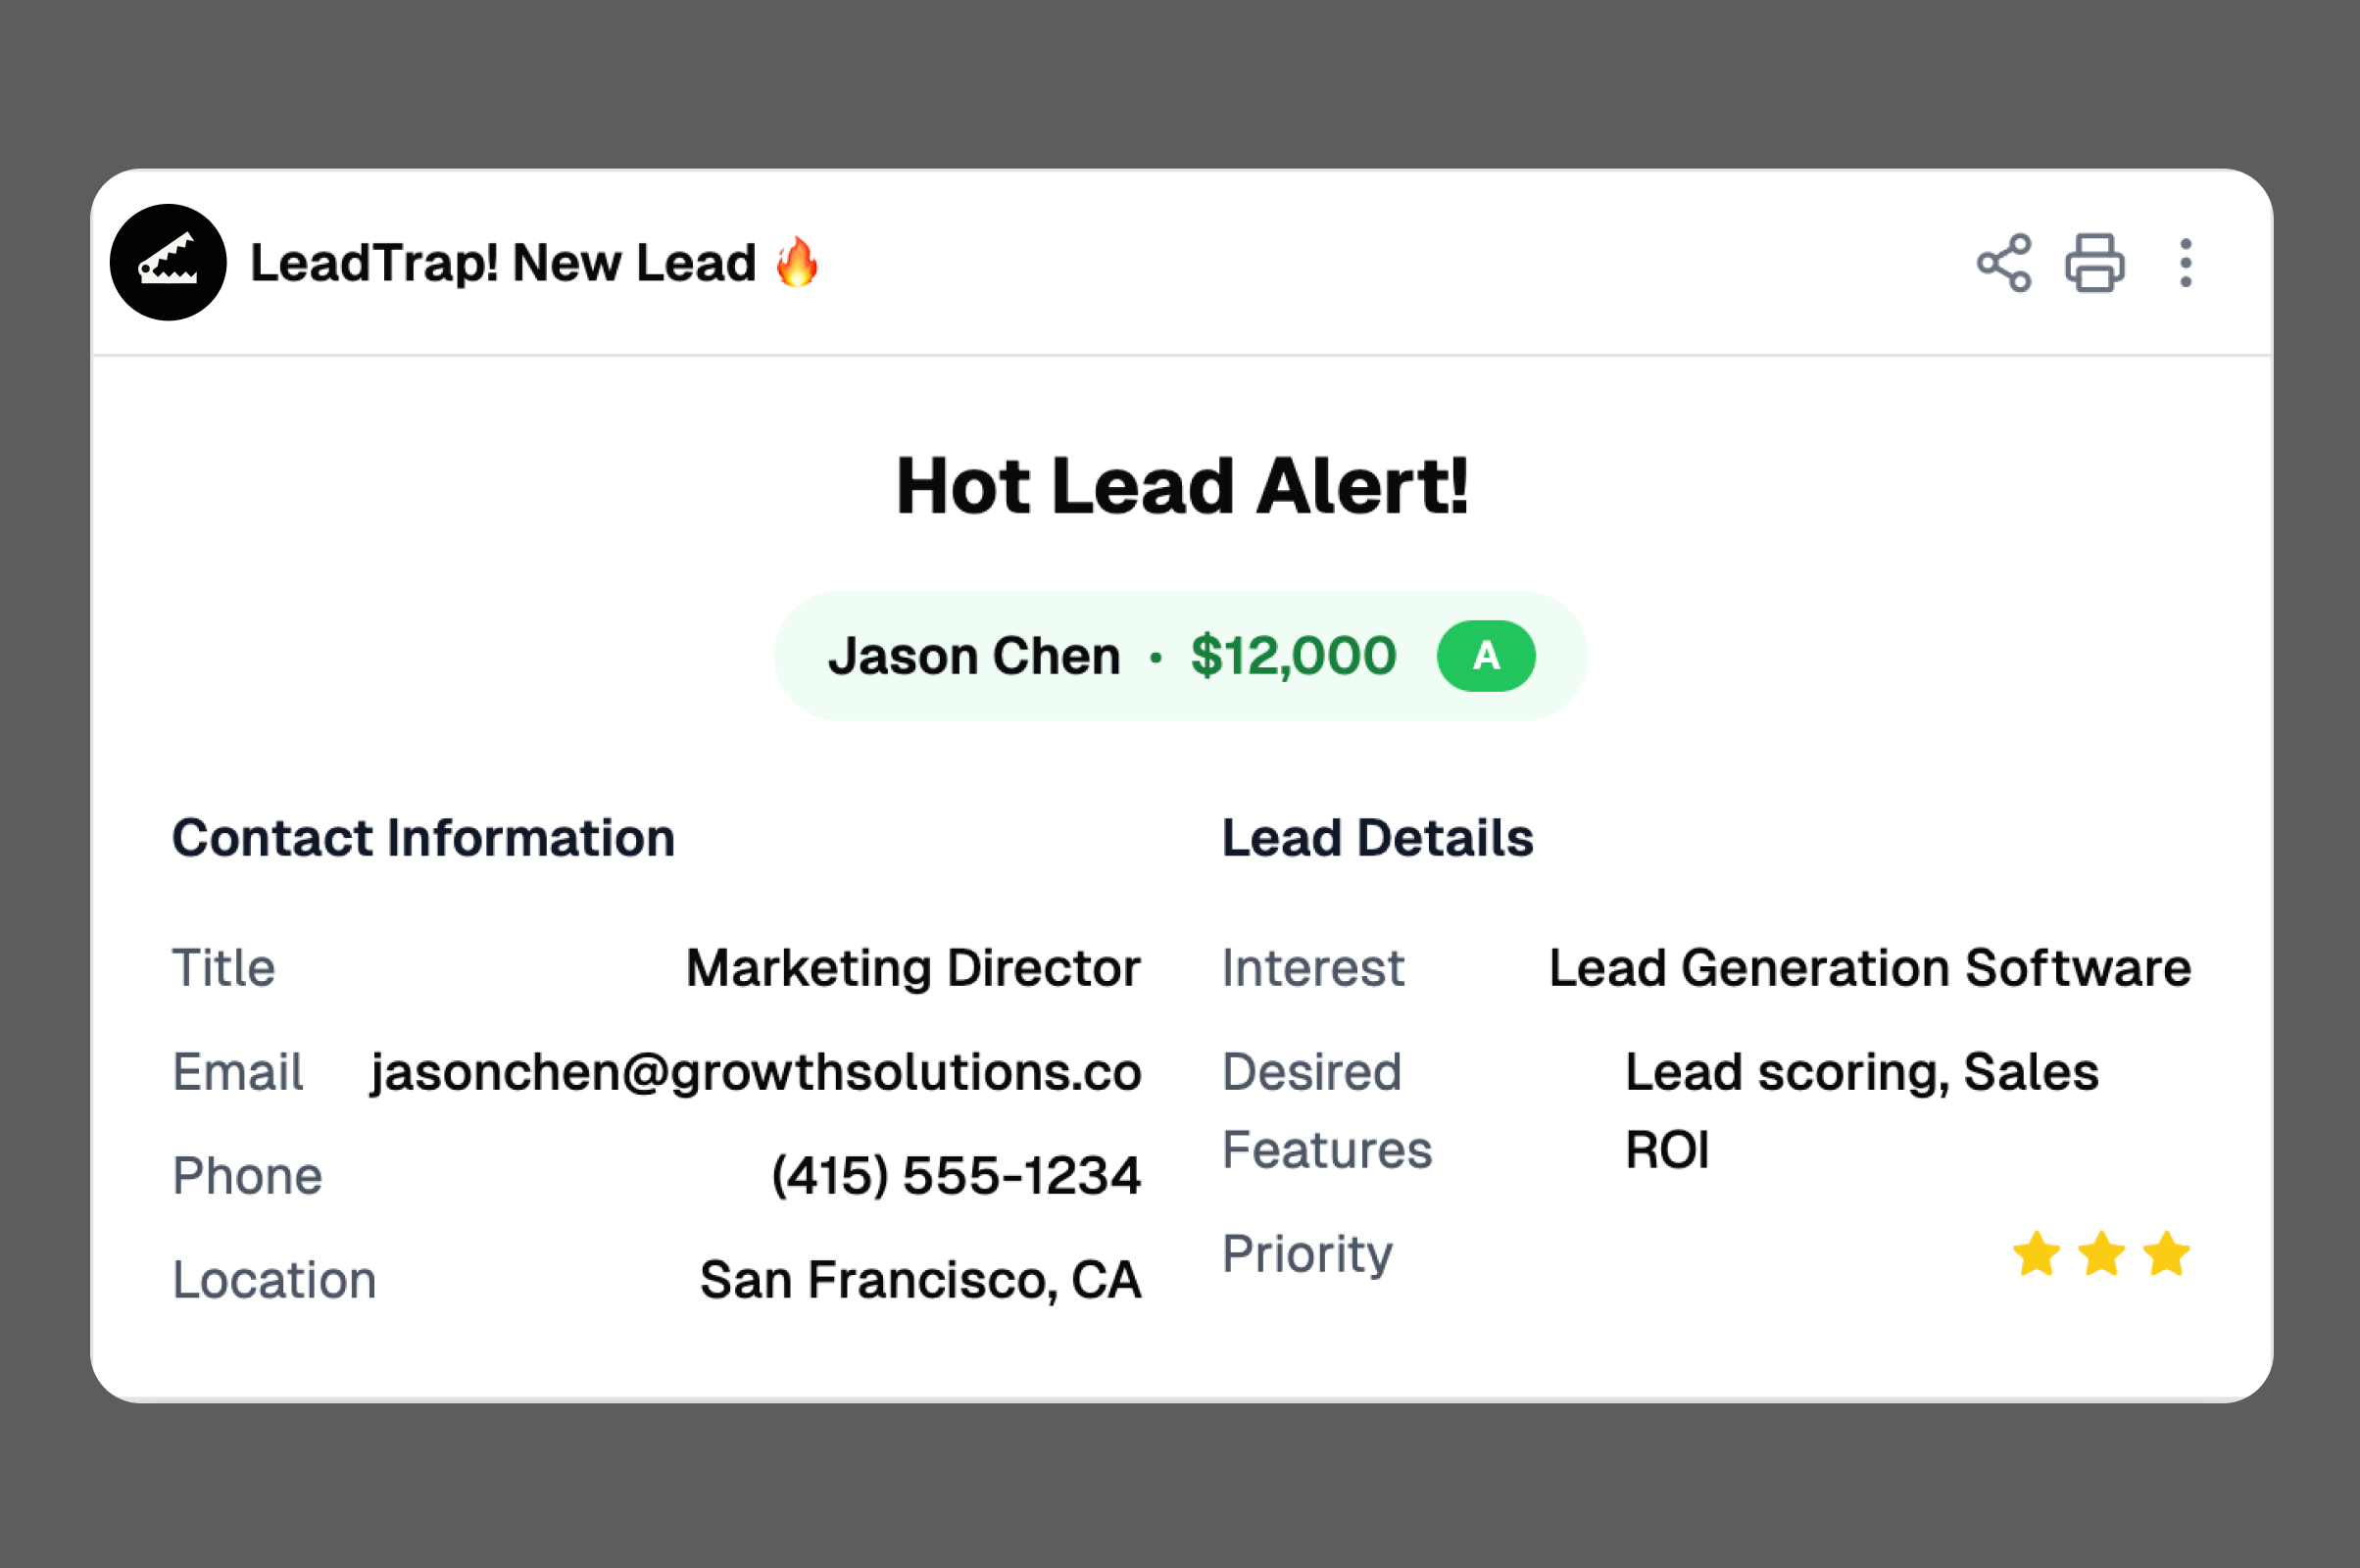 LeadTrap! New Lead 🔥
Hot Lead Alert!
Jason Chen • $12,000 A
Contact Information
Title Marketing Director
Email jasonchen@growthsolutions.co
Phone (415) 555-1234
Location San Francisco, CA
Lead Details
Interest Lead Generation Software
Desired Lead scoring, Sales
Features ROI
Priority